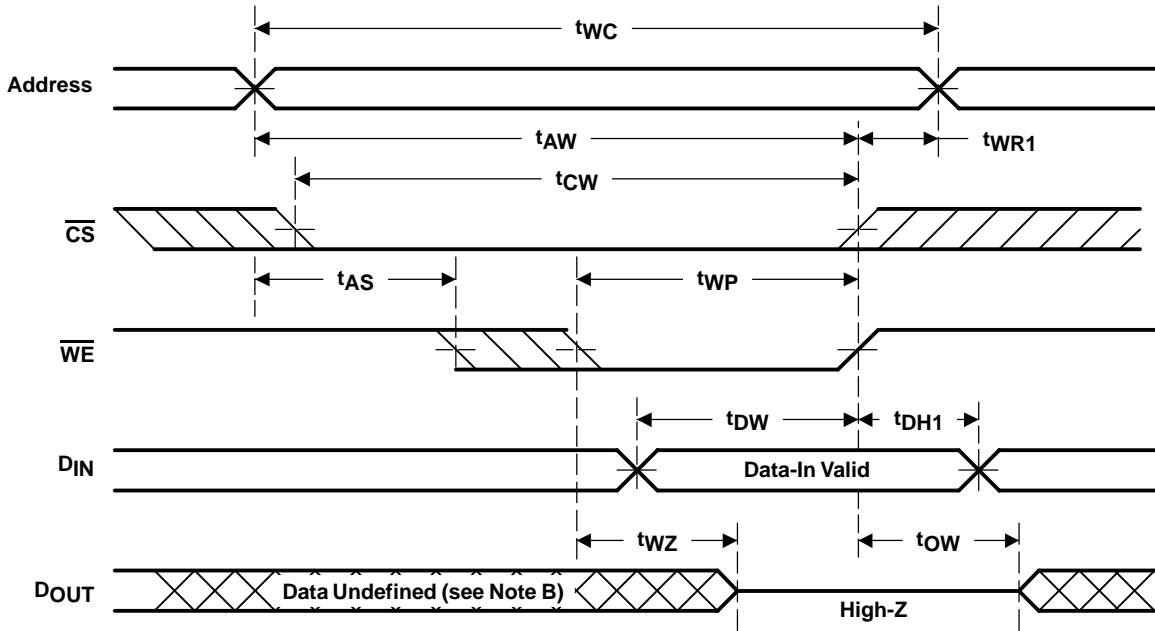 tWC
Address
tAW
tWR1
tCW
CS
tAS
tWP
WE
tDW
tDH1
DIN
Data-In Valid
tWZ
tOW
DOUT
Data Undefined (see Note B)
High-Z